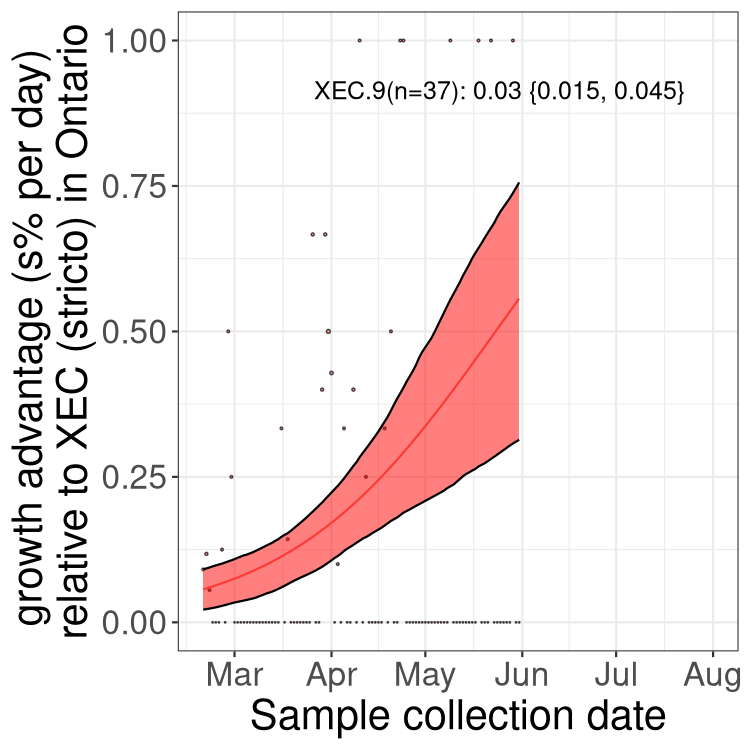 growth advantage (s% per day)
relative to XEC (stricto) in Ontario
1.00
0.75
0.50
0.25
0.00
XEC.9(n=37): 0.03 {0.015, 0.045}
Mar Apr May Jun Jul Aug
Sample collection date